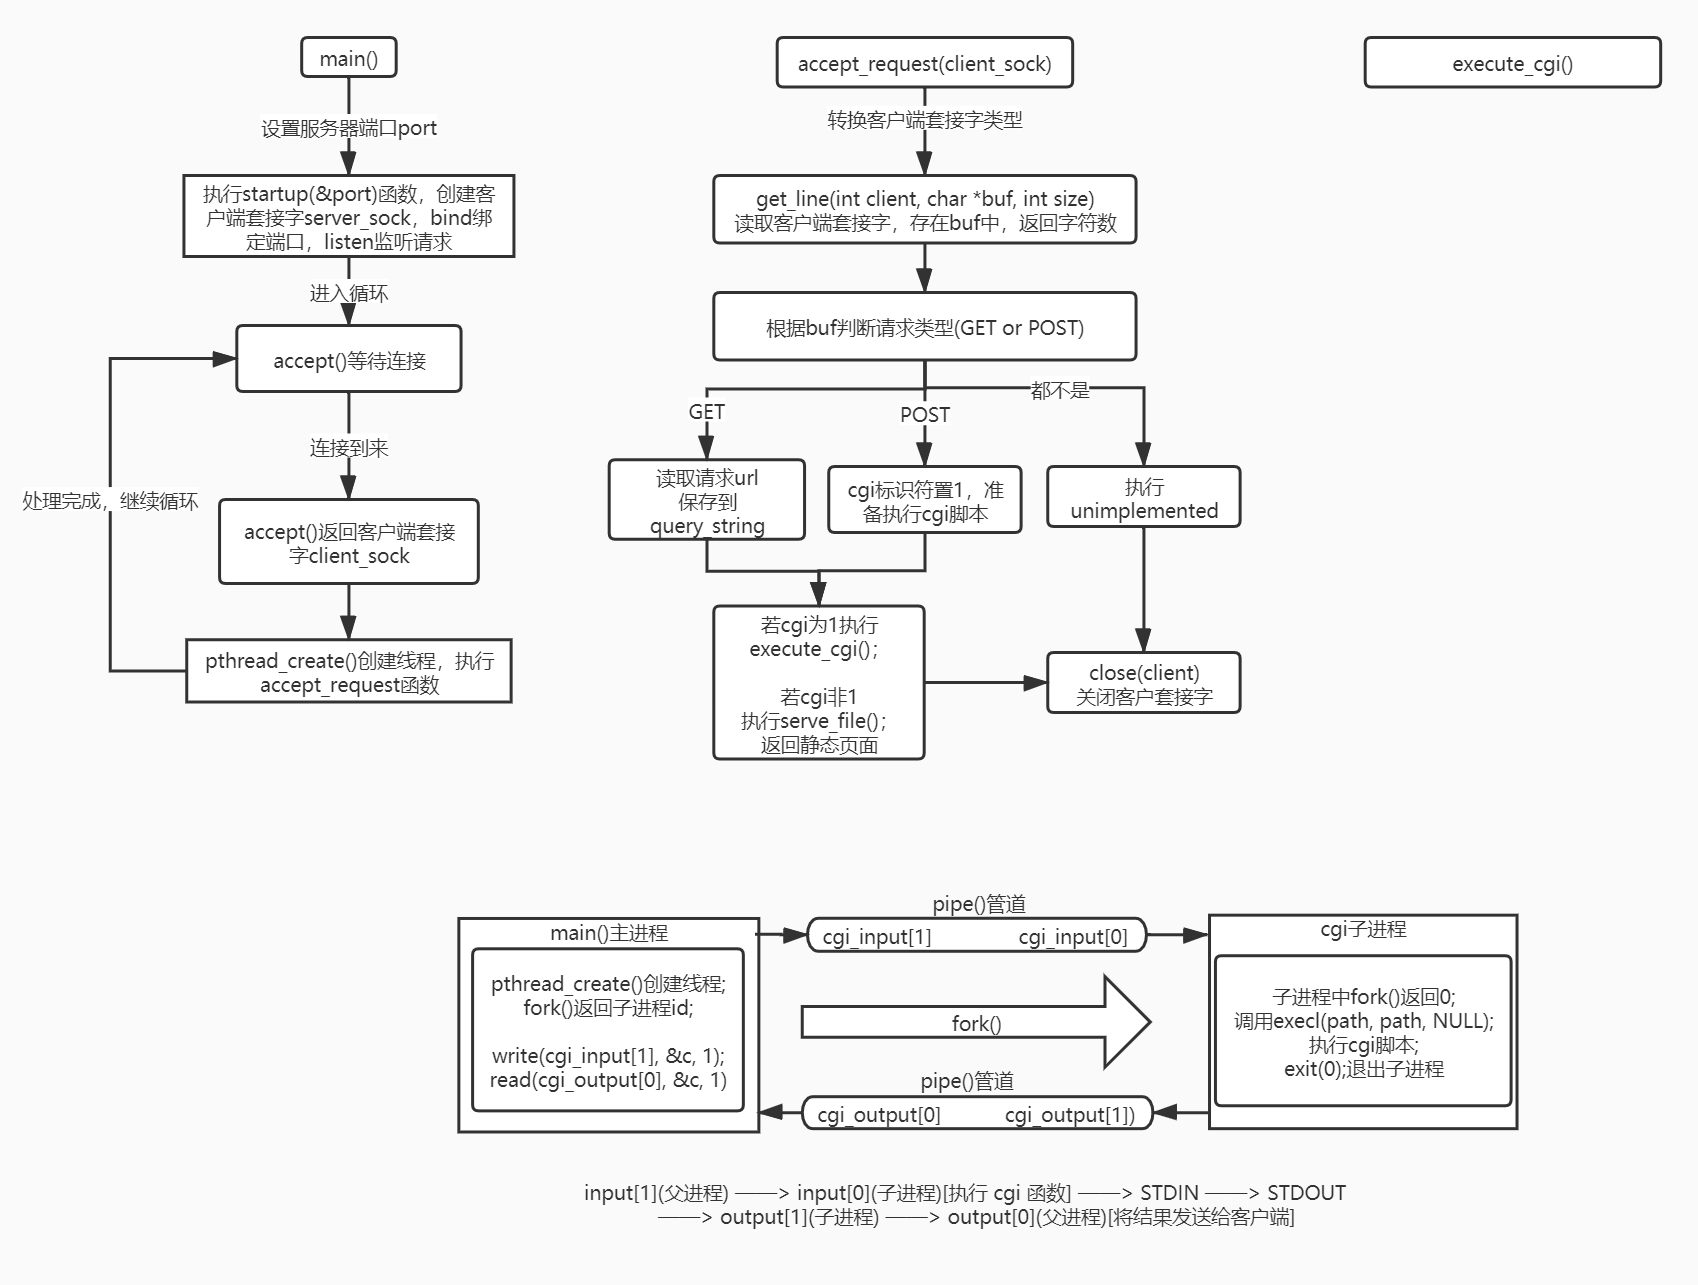 main()
设置服务器端口port
执行startup(&port)函数，创建客
户端套接字server_sock，bind绑
定端口，listen监听请求
进入循环
accept()等待连接
连接到来
处理完成，继续循环
accept()返回客户端套接
字client_sock
pthread_create()创建线程，执行
accept_request函数
accept_request(client_sock)
转换客户端套接字类型
get_line(int client, char *buf, int size)
读取客户端套接字，存在buf中，返回字符数
根据buf判断请求类型(GET or POST)
GET
POST
都不是
读取请求url
保存到
query_string
cgi标识符置1，准
备执行cgi脚本
执行
unimplemented
若cgi为1执行
execute_cgi();
若cgi非1
执行serve_file();
返回静态页面
close(client)
关闭客户套接字
execute_cgi()
main()主进程
pthread_create()创建线程;
fork()返回子进程id;
write(cgi_input[1], &c, 1);
read(cgi_output[0], &c, 1)
pipe()管道
cgi_input[1] cgi_input[0]
fork()
pipe()管道
cgi_output[0] cgi_output[1])
cgi子进程
子进程中fork()返回0;
调用execl(path, path, NULL);
执行cgi脚本;
exit(0);退出子进程
input[1](父进程) ——> input[0](子进程)[执行 cgi 函数] ——> STDIN ——> STDOUT
——> output[1](子进程) ——> output[0](父进程)[将结果发送给客户端]